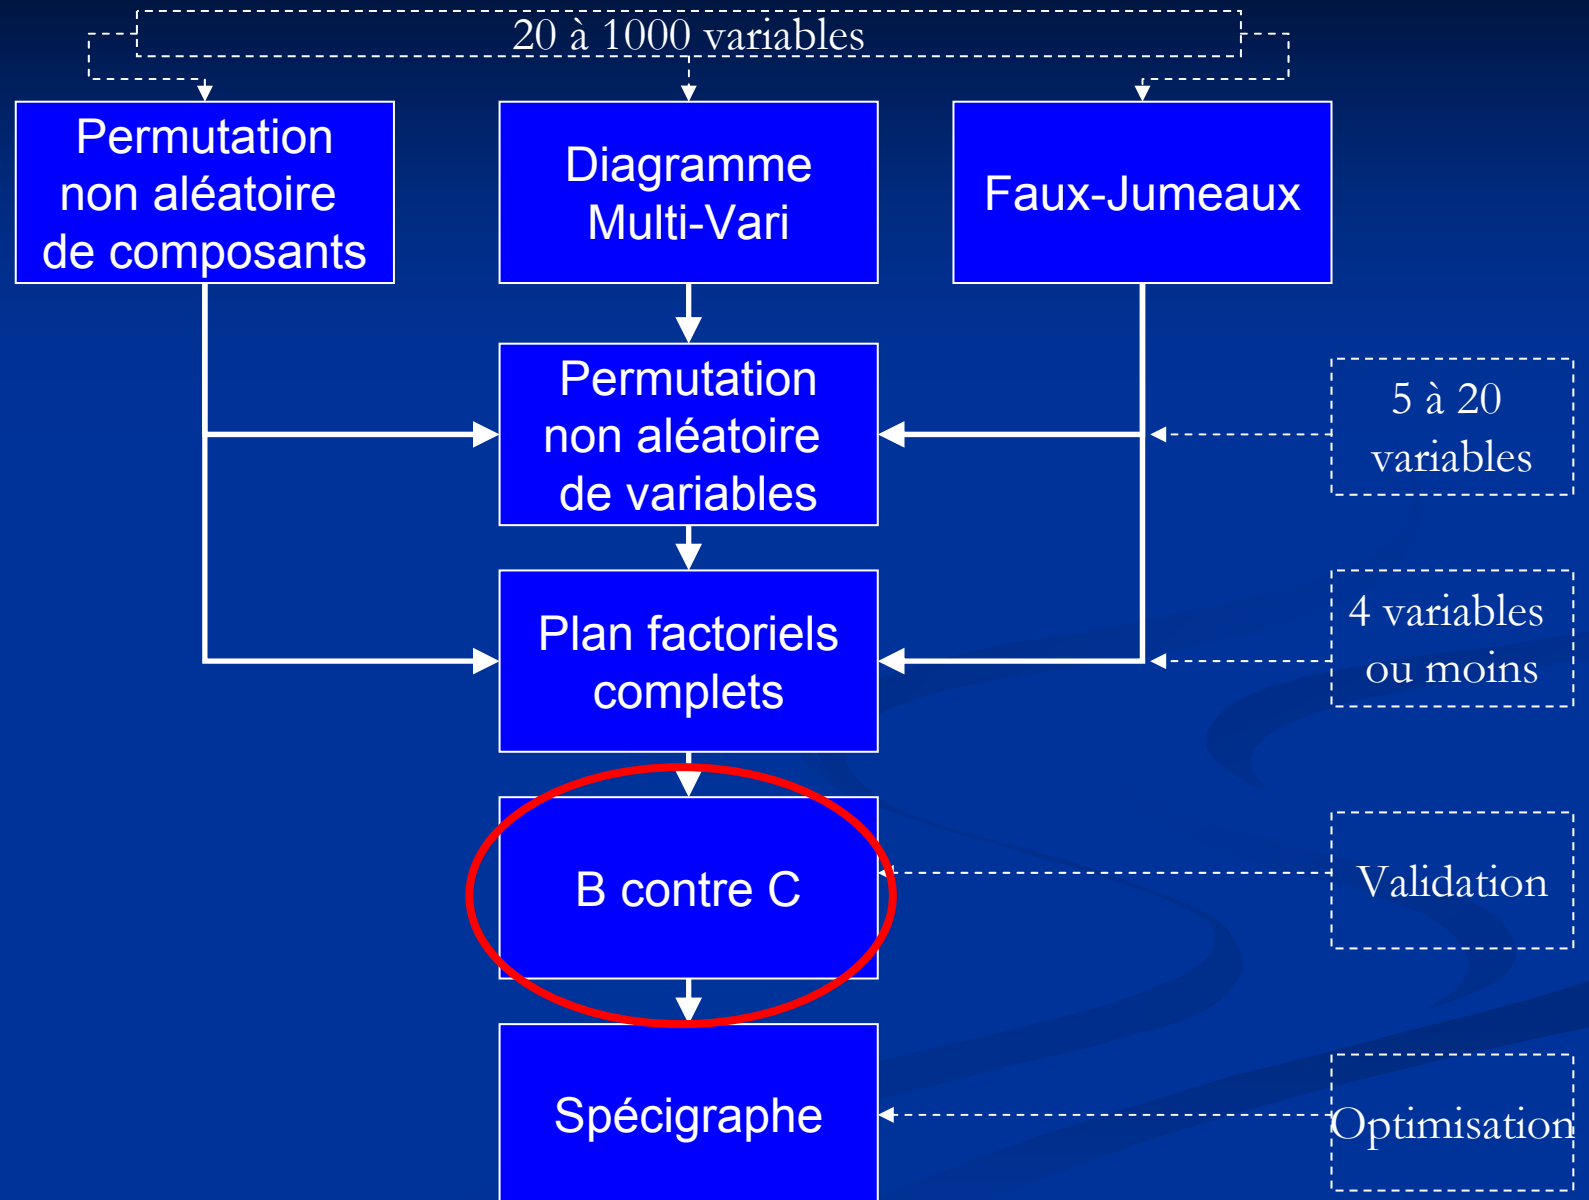 20 à 1000 variables
Permutation
non aléatoire
de composants
Diagramme
Multi-Vari
Faux-Jumeaux
Permutation
non aléatoire
de variables
5 à 20
variables
Plan factoriels
complets
4 variables
ou moins
B contre C
Validation
Spécigraphe
Optimisation